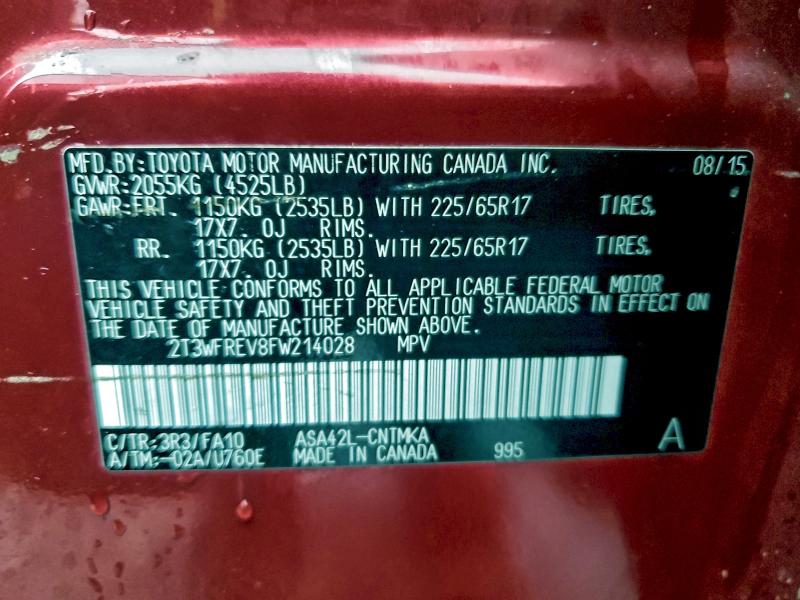 MFD.BY:TOYOTA MOTOR MANUFACTURING CANADA INC. 08/15
GVWR:2055KG (4525LB)
GAWR:FRT. 1150KG (2535LB) WITH 225/65R17 TIRES,
17X7. 0J RIMS.
RR. 1150KG (2535LB) WITH 225/65R17 TIRES,
17X7. 0J RIMS.
THIS VEHICLE CONFORMS TO ALL APPLICABLE FEDERAL MOTOR
VEHICLE SAFETY AND THEFT PREVENTION STANDARDS IN EFFECT ON
THE DATE OF MANUFACTURE SHOWN ABOVE.
2T3WFREV8FW214028 MPV
C/TR:3R3/FA10 ASA42L-CNTMKA A
A/TM:-02A/U760E MADE IN CANADA 995